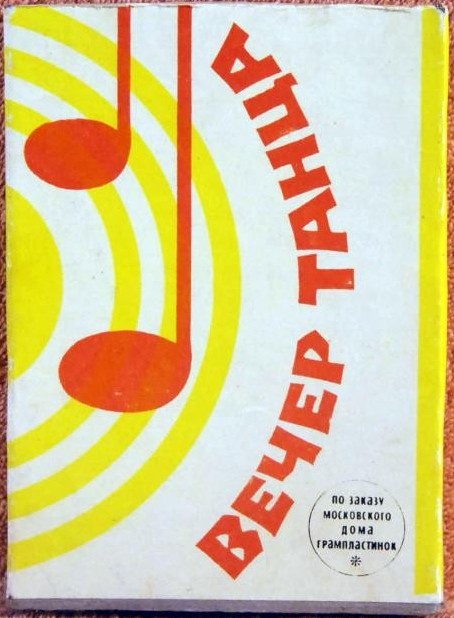 ВЕЧЕР ТАНЦА
ПО ЗАКАЗУ
МОСКОВСКОГО
ДОМА
ГРАМПЛАСТИНОК
*